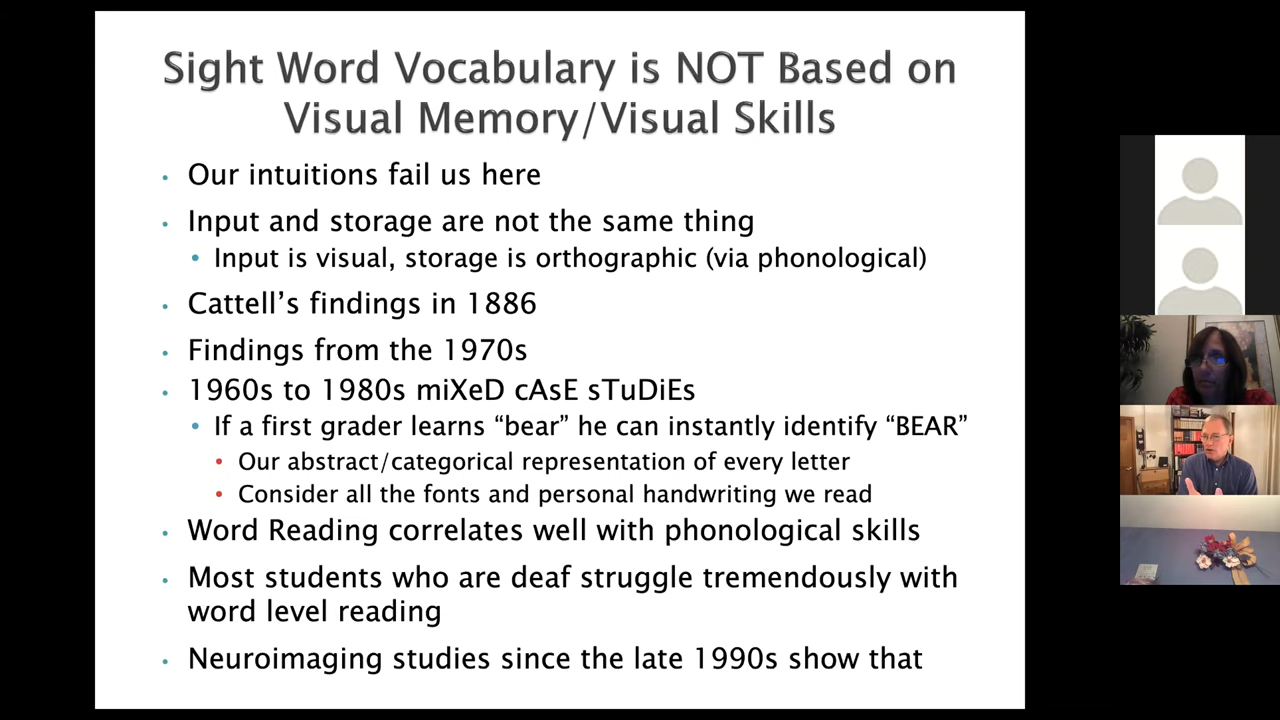 Sight Word Vocabulary is NOT Based on
Visual Memory/Visual Skills
• Our intuitions fail us here
• Input and storage are not the same thing
• Input is visual, storage is orthographic (via phonological)
• Cattell’s findings in 1886
• Findings from the 1970s
• 1960s to 1980s miXeD cAsE sTuDiEs
• If a first grader learns “bear” he can instantly identify “BEAR”
• Our abstract/categorical representation of every letter
• Consider all the fonts and personal handwriting we read
• Word Reading correlates well with phonological skills
• Most students who are deaf struggle tremendously with
word level reading
• Neuroimaging studies since the late 1990s show that